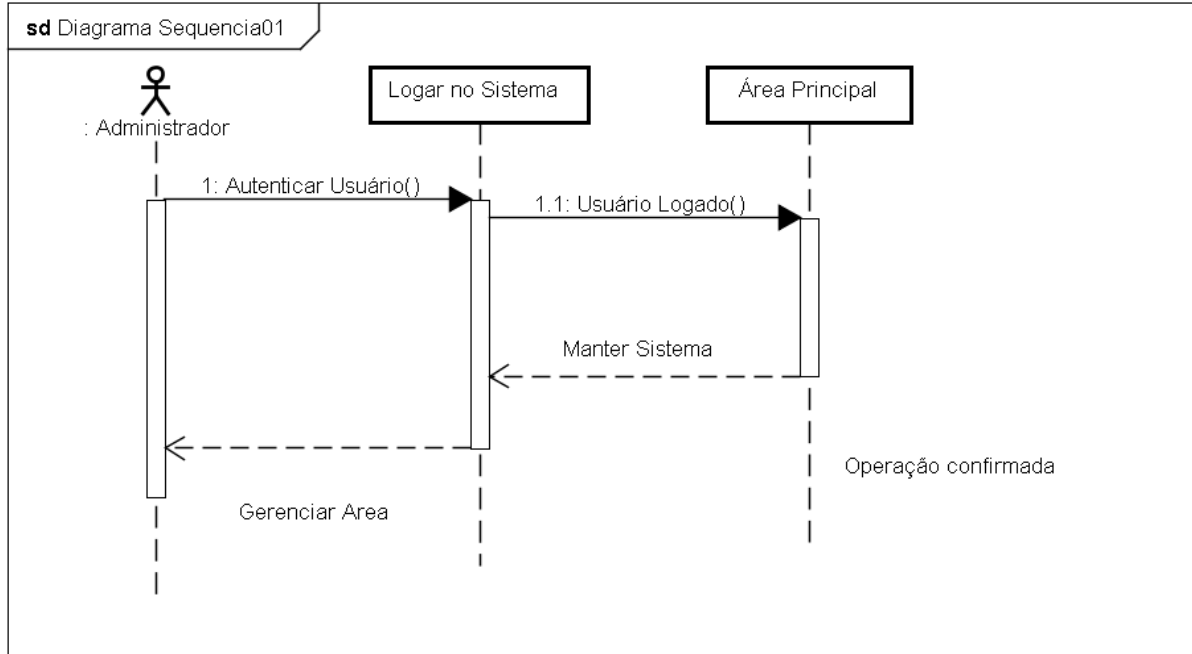 sd Diagrama Sequencia01
: Administrador
Logar no Sistema
Área Principal
1: Autenticar Usuário()
1.1: Usuário Logado()
Manter Sistema
Operação confirmada
Gerenciar Area